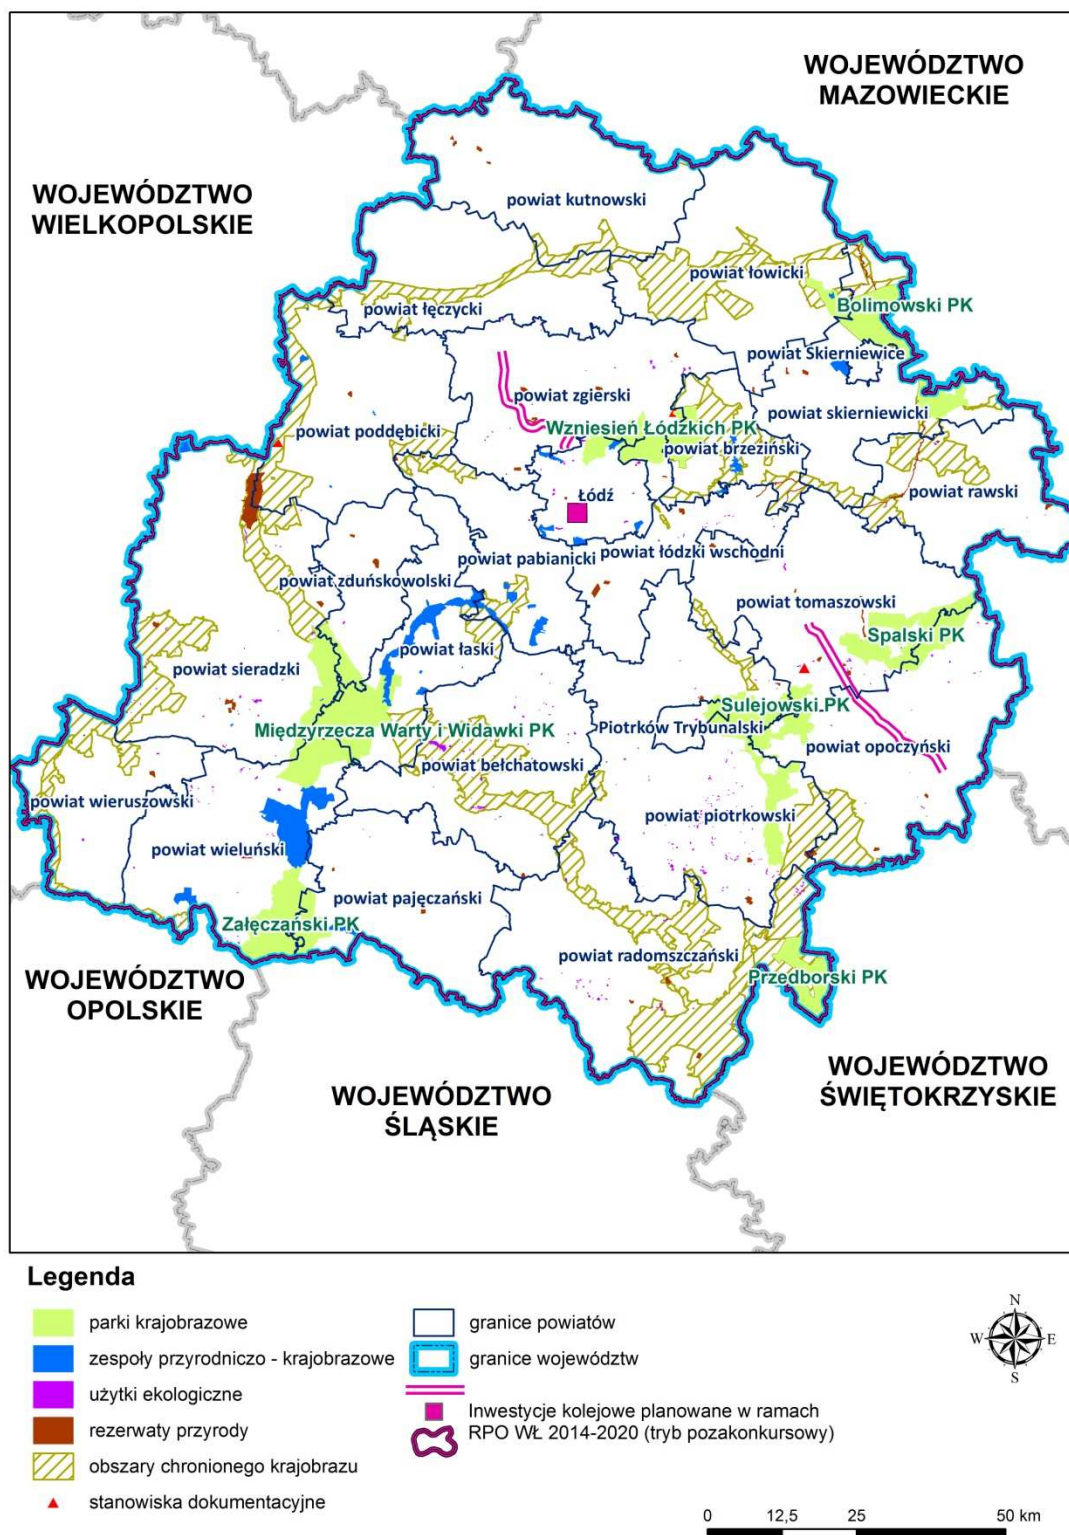 WOJEWÓDZTWO
MAZOWIECKIE
WOJEWÓDZTWO
WIELKOPOLSKIE
powiat kutnowski
powiat łowicki
Bolimowski PK
powiat łęczycki
powiat Skierniewice
powiat zgierski
powiat skierniewicki
Wzniesień Łódzkich PK
powiat poddębicki
powiat brzeziński
powiat rawski
Łódź
powiat pabianicki
powiat łódzki wschodni
powiat zduńskowolski
powiat tomaszowski
Spalski PK
powiat łaski
powiat sieradzki
Sulejowski PK
Międzyrzecza Warty i Widawki PK
Piotrków Trybunalski
powiat opoczyński
powiat bełchatowski
powiat wieruszowski
powiat piotrkowski
powiat wieluński
powiat pajęczański
Załęczański PK
powiat radomszczański
Przedborski PK
WOJEWÓDZTWO
OPOLSKIE
WOJEWÓDZTWO
ŚLĄSKIE
WOJEWÓDZTWO
ŚWIĘTOKRZYSKIE
Legenda
parki krajobrazowe
zespoły przyrodniczo - krajobrazowe
użytki ekologiczne
rezerwaty przyrody
obszary chronionego krajobrazu
stanowiska dokumentacyjne
granice powiatów
granice województw
Inwestycje kolejowe planowane w ramach
RPO WŁ 2014-2020 (tryb pozakonkursowy)
N
W E
S
0 12,5 25 50 km